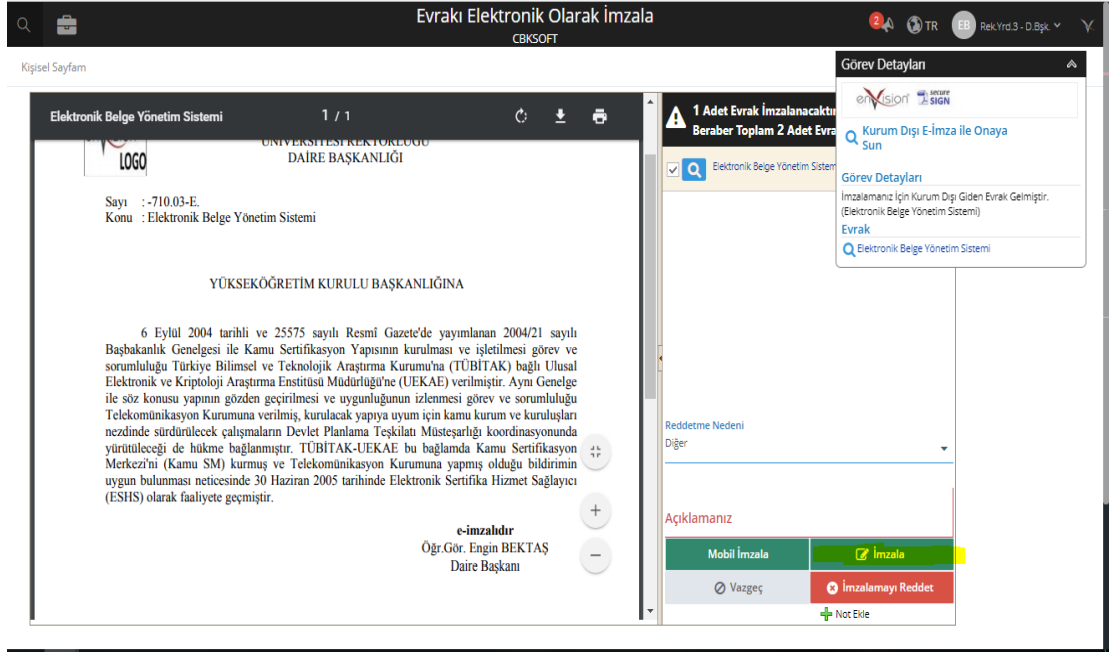 Evrakı Elektronik Olarak İmzala
CBKSOFT
2
TR
EB
Rek.Yrd.3 - D.Bşk.
Kişisel Sayfam
Elektronik Belge Yönetim Sistemi
1 / 1
LOGO
ÜNİVERSİTESİ REKTÖRLÜĞÜ
DAİRE BAŞKANLIĞI
Sayı : -710.03-E.
Konu : Elektronik Belge Yönetim Sistemi
YÜKSEKÖĞRETİM KURULU BAŞKANLIĞINA
6 Eylül 2004 tarihli ve 25575 sayılı Resmî Gazete'de yayımlanan 2004/21 sayılı
Başbakanlık Genelgesi ile Kamu Sertifikasyon Yapısının kurulması ve işletilmesi görev ve
sorumluluğu Türkiye Bilimsel ve Teknolojik Araştırma Kurumu'na (TÜBİTAK) bağlı Ulusal
Elektronik ve Kriptoloji Araştırma Enstitüsü Müdürlüğü'ne (UEKAE) verilmiştir. Aynı Genelge
ile söz konusu yapının gözden geçirilmesi ve uygunluğunun izlenmesi görev ve sorumluluğu
Telekomünikasyon Kurumuna verilmiş, kurulacak yapıya uyum için kamu kurum ve kuruluşları
nezdinde sürdürülecek çalışmaların Devlet Planlama Teşkilatı Müsteşarlığı koordinasyonunda
yürütüleceği de hükme bağlanmıştır. TÜBİTAK-UEKAE bu bağlamda Kamu Sertifikasyon
Merkezi'ni (Kamu SM) kurmuş ve Telekomünikasyon Kurumuna yapmış olduğu bildirimin
uygun bulunması neticesinde 30 Haziran 2005 tarihinde Elektronik Sertifika Hizmet Sağlayıcı
(ESHS) olarak faaliyete geçmiştir.
e-imzalıdır
Öğr.Gör. Engin BEKTAŞ
Daire Başkanı
1 Adet Evrak İmzalanacaktır
Beraber Toplam 2 Adet Evra
Elektronik Belge Yönetim Sistem
Görev Detayları
enVision secure SIGN
Kurum Dışı E-İmza ile Onaya
Sun
Görev Detayları
İmzalamanız İçin Kurum Dışı Giden Evrak Gelmiştir.
(Elektronik Belge Yönetim Sistemi)
Evrak
Elektronik Belge Yönetim Sistemi
Reddetme Nedeni
Diğer
Açıklamanız
Mobil İmzala
İmzala
Vazgeç
İmzalamayı Reddet
Not Ekle